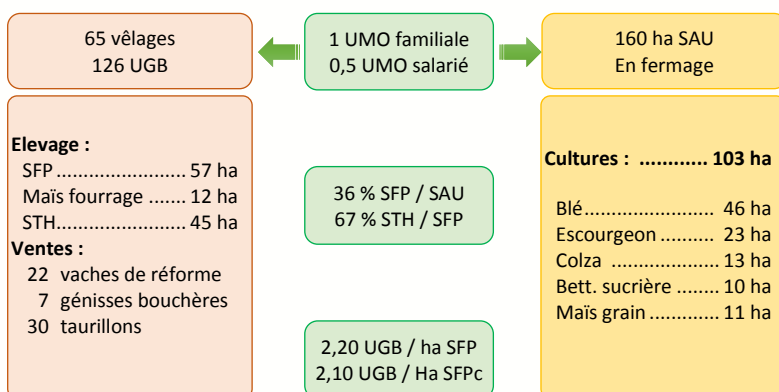 65 vêlages
126 UGB
1 UMO familiale
0,5 UMO salarié
160 ha SAU
En fermage
Elevage :
SFP ....................... 57 ha
Maïs fourrage ...... 12 ha
STH ....................... 45 ha
Ventes :
22 vaches de réforme
7 génisses bouchères
30 taurillons
36 % SFP / SAU
67 % STH / SFP
2,20 UGB / ha SFP
2,10 UGB / Ha SFPc
Cultures : ............ 103 ha
Blé ........................ 46 ha
Escourgeon .......... 23 ha
Colza .................... 13 ha
Bett. sucrière ....... 10 ha
Maïs grain ............ 11 ha